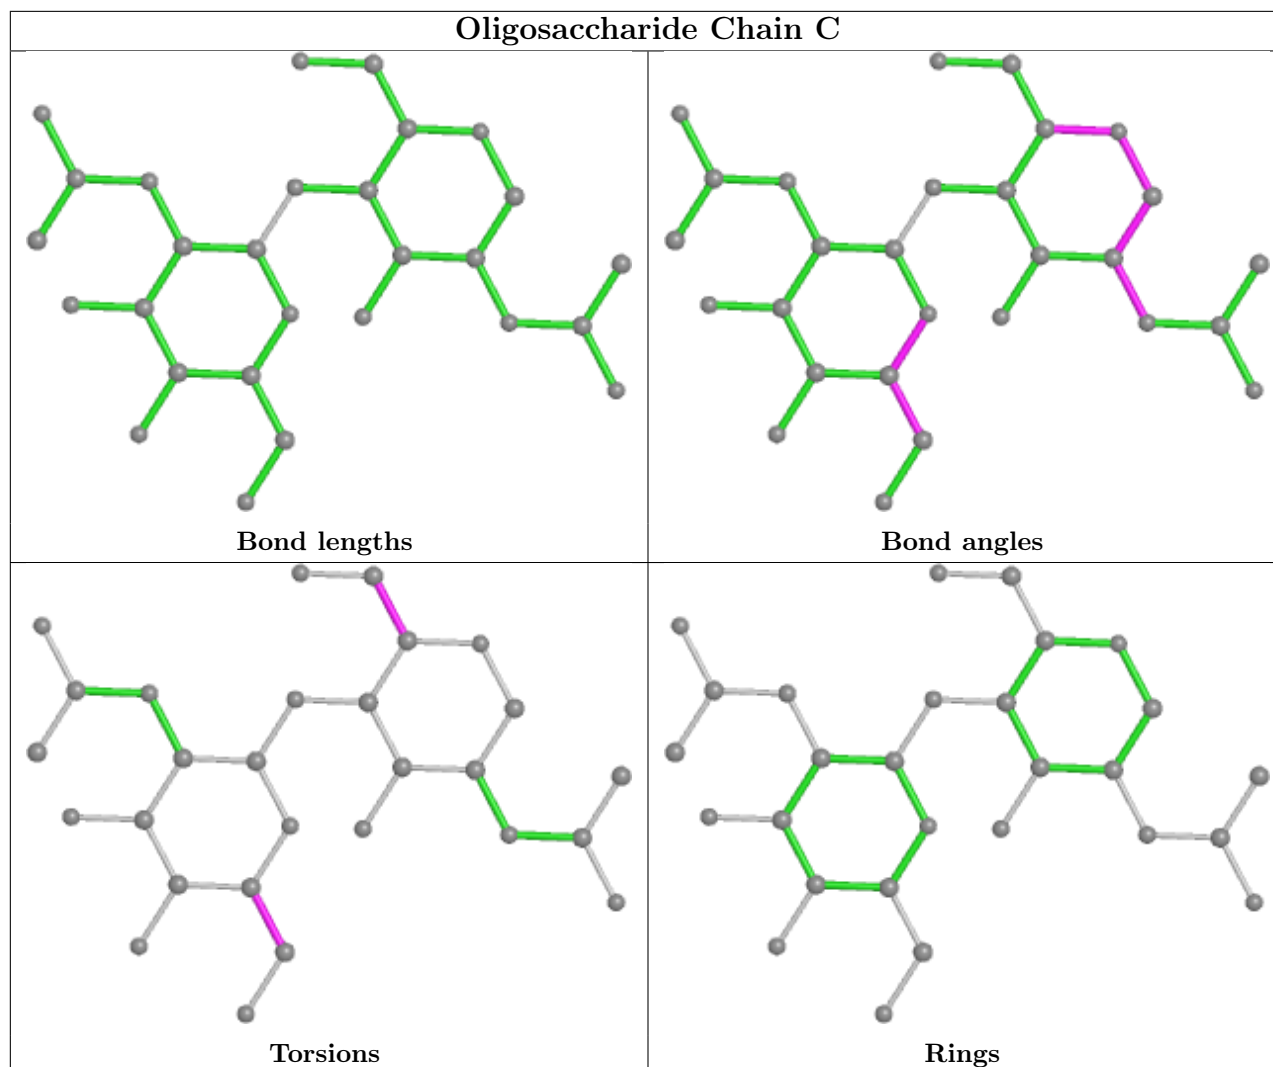 Oligosaccharide Chain C
Bond lengths
Bond angles
Torsions
Rings